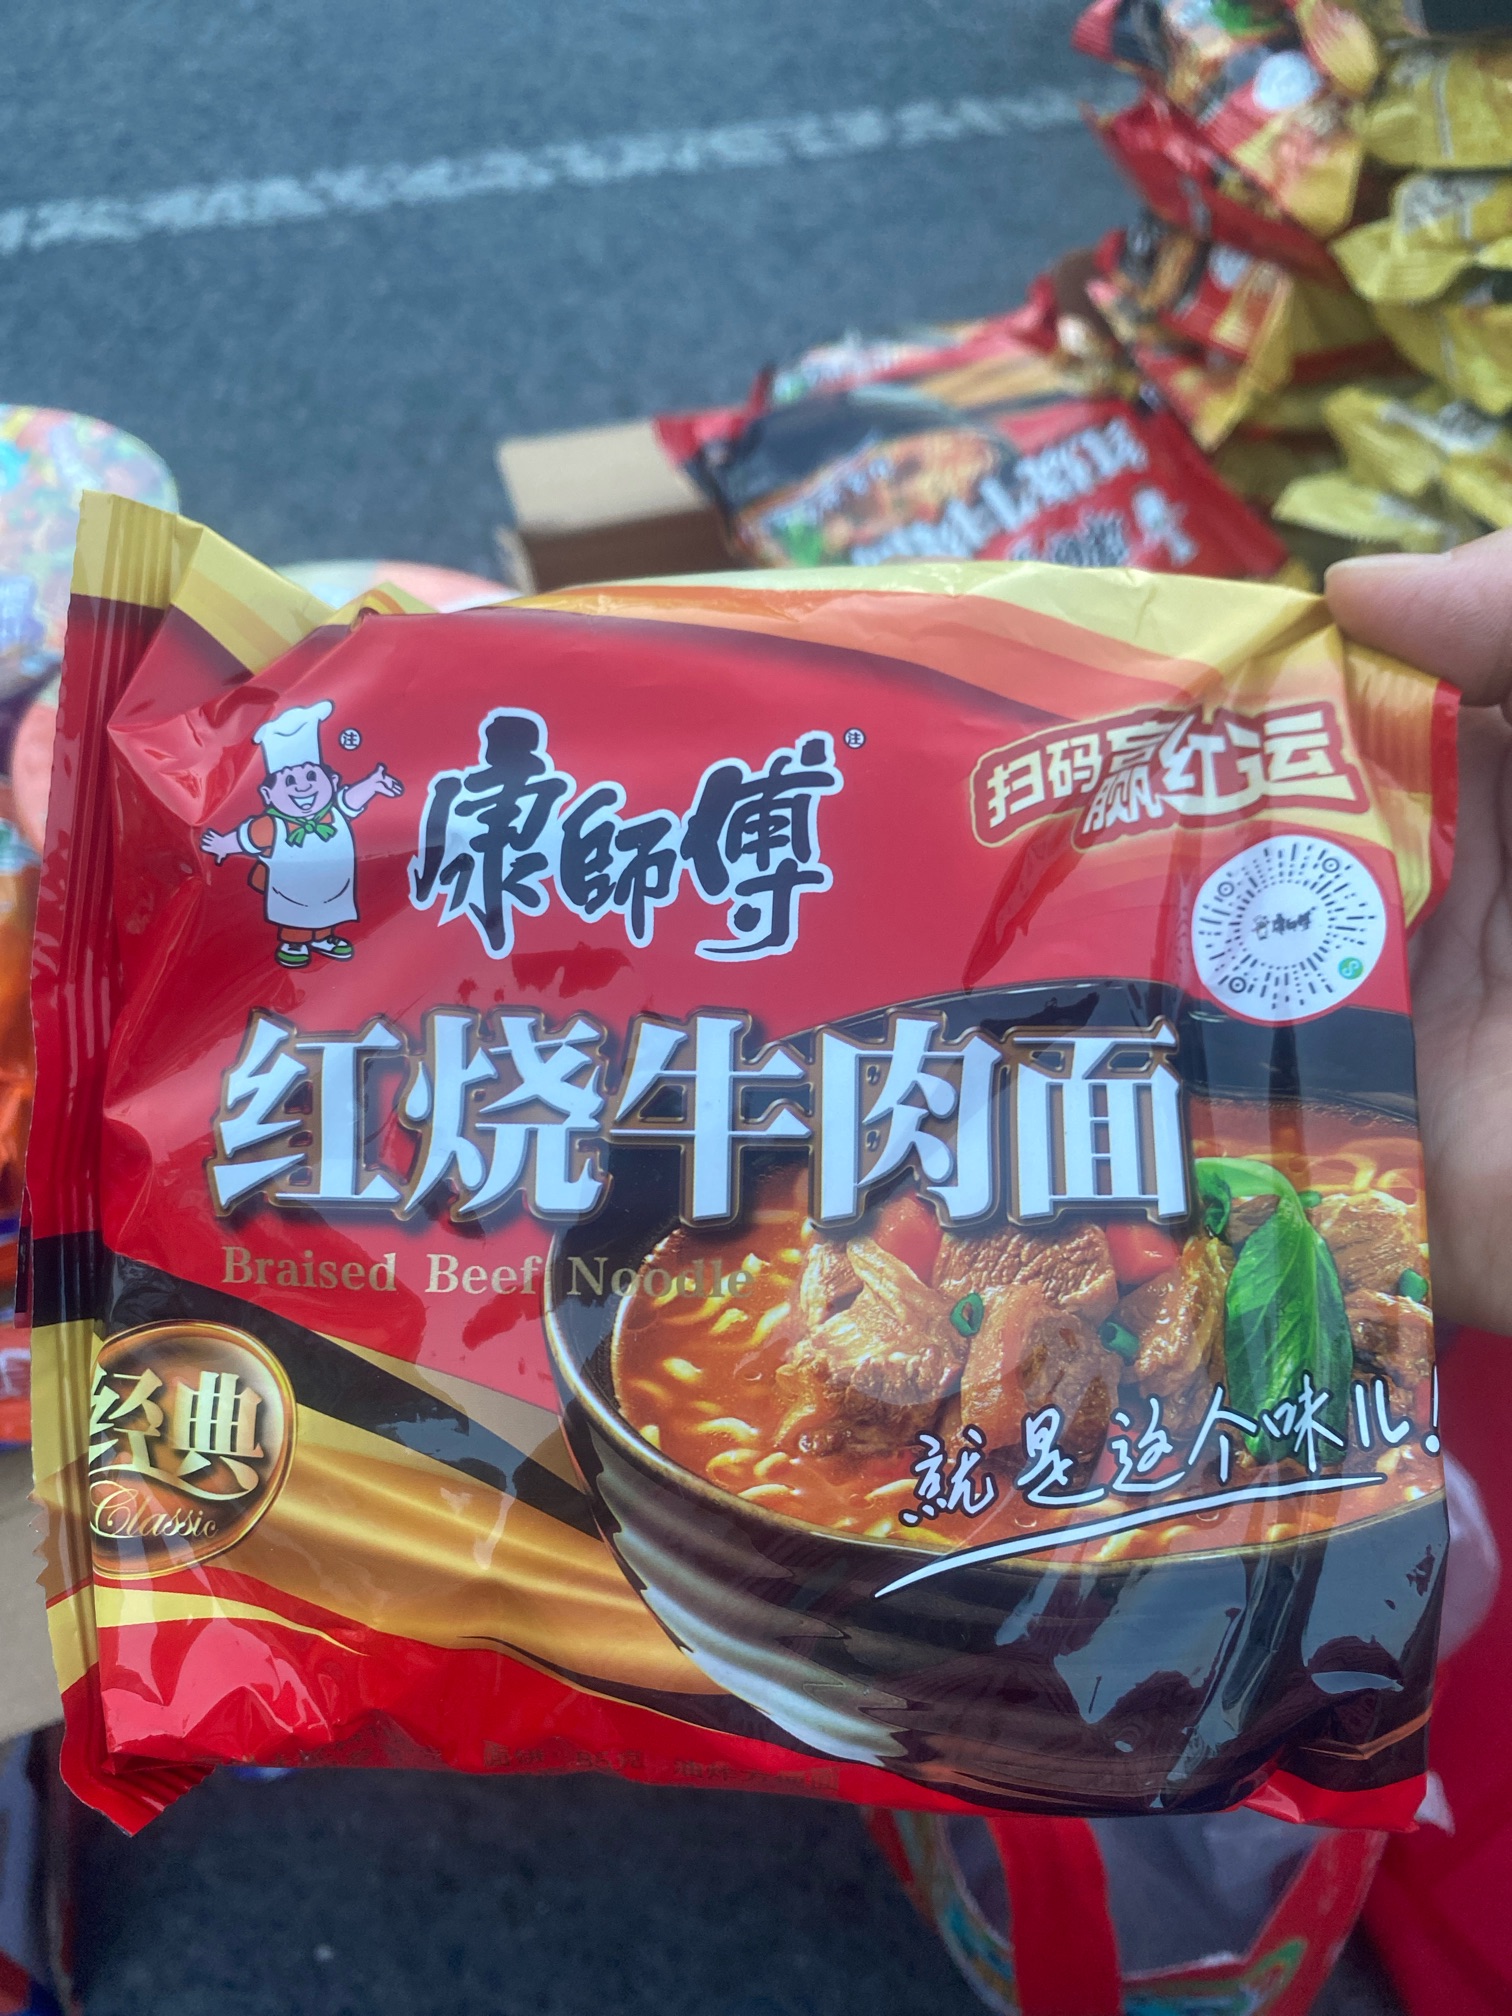 康師傅
扫码赢红运
红烧牛肉面
Braised Beef Noodle
经典
Classic
就是这个味儿!